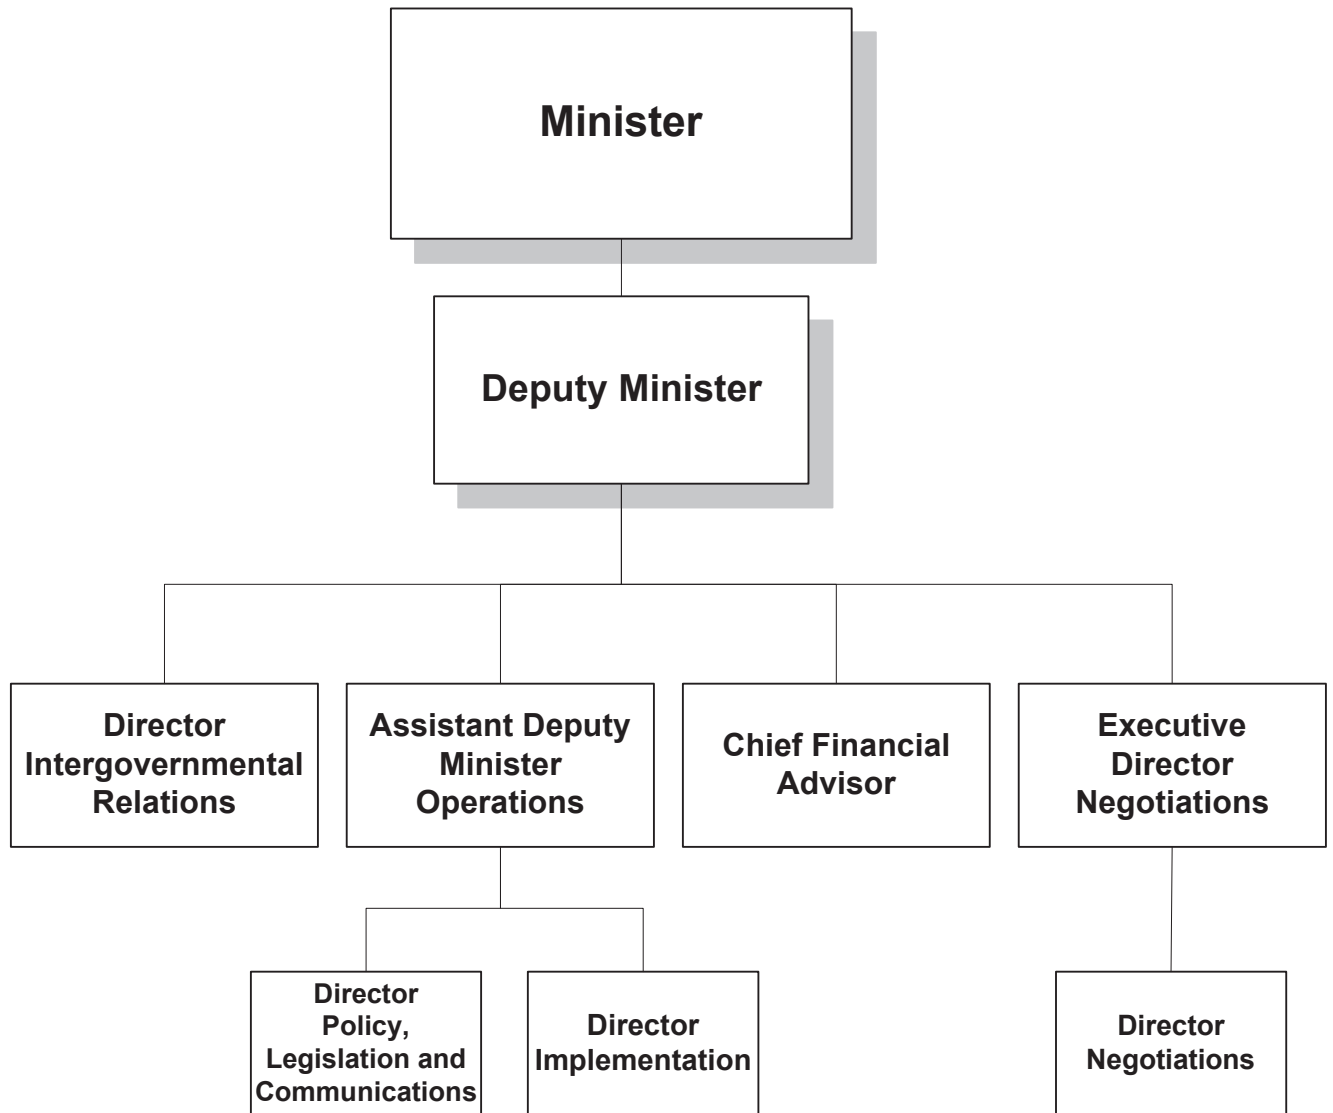 Minister
Deputy Minister
Director
Intergovernmental
Relations
Assistant Deputy
Minister
Operations
Chief Financial
Advisor
Executive
Director
Negotiations
Director
Policy,
Legislation and
Communications
Director
Implementation
Director
Negotiations